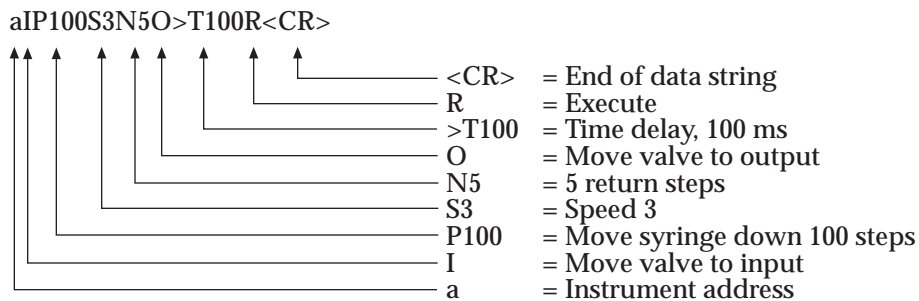 aIP100S3N5O>T100R<CR>
<CR> = End of data string
R = Execute
>T100 = Time delay, 100 ms
O = Move valve to output
N5 = 5 return steps
S3 = Speed 3
P100 = Move syringe down 100 steps
I = Move valve to input
a = Instrument address